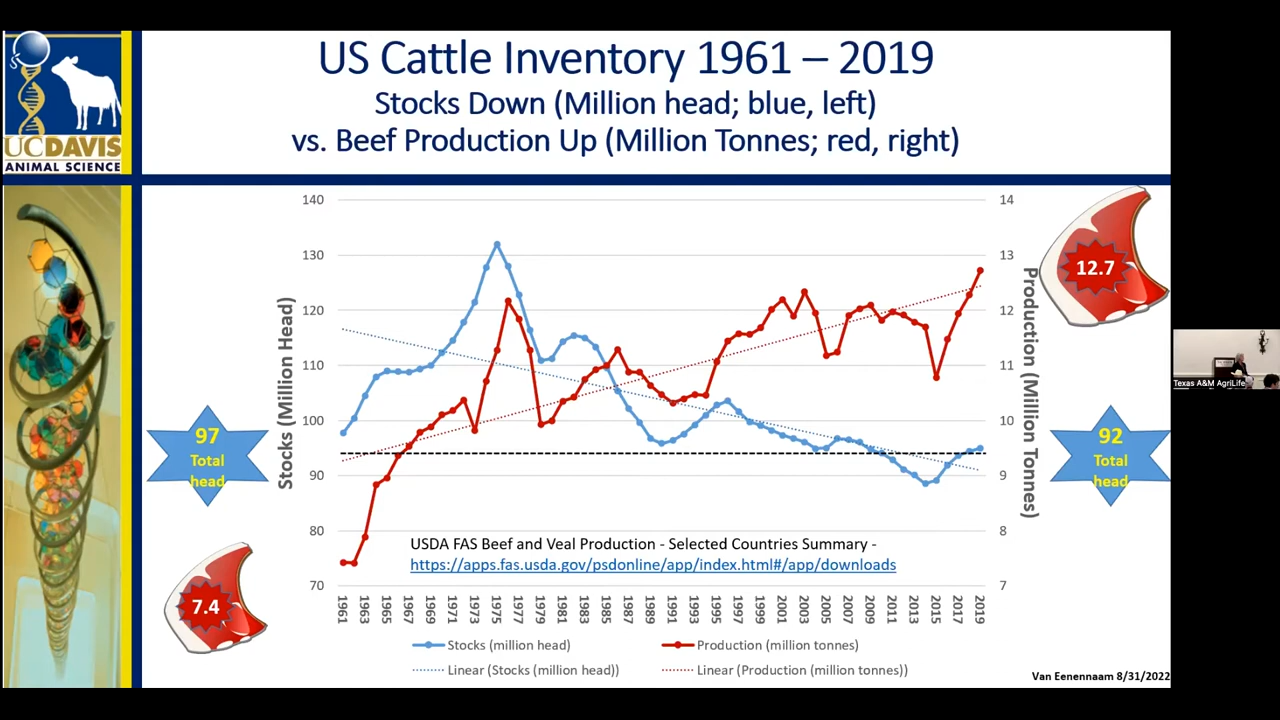 US Cattle Inventory 1961 – 2019
Stocks Down (Million head; blue, left)
vs. Beef Production Up (Million Tonnes; red, right)
UCDAVIS
ANIMAL SCIENCE
140
130
120
110
100
90
80
70
Stocks (Million Head)
14
13
12
11
10
9
8
7
Production (Million Tonnes)
12.7
97
Total
head
92
Total
head
7.4
USDA FAS Beef and Veal Production - Selected Countries Summary -
https://apps.fas.usda.gov/psdonline/app/index.html#/app/downloads
1961 1963 1965 1967 1969 1971 1973 1975 1977 1979 1981 1983 1985 1987 1989 1991 1993 1995 1997 1999 2001 2003 2005 2007 2009 2011 2013 2015 2017 2019
Stocks (million head) Production (million tonnes)
Linear (Stocks (million head)) Linear (Production (million tonnes))
Van Eenennaam 8/31/2022
Texas A&M AgriLife